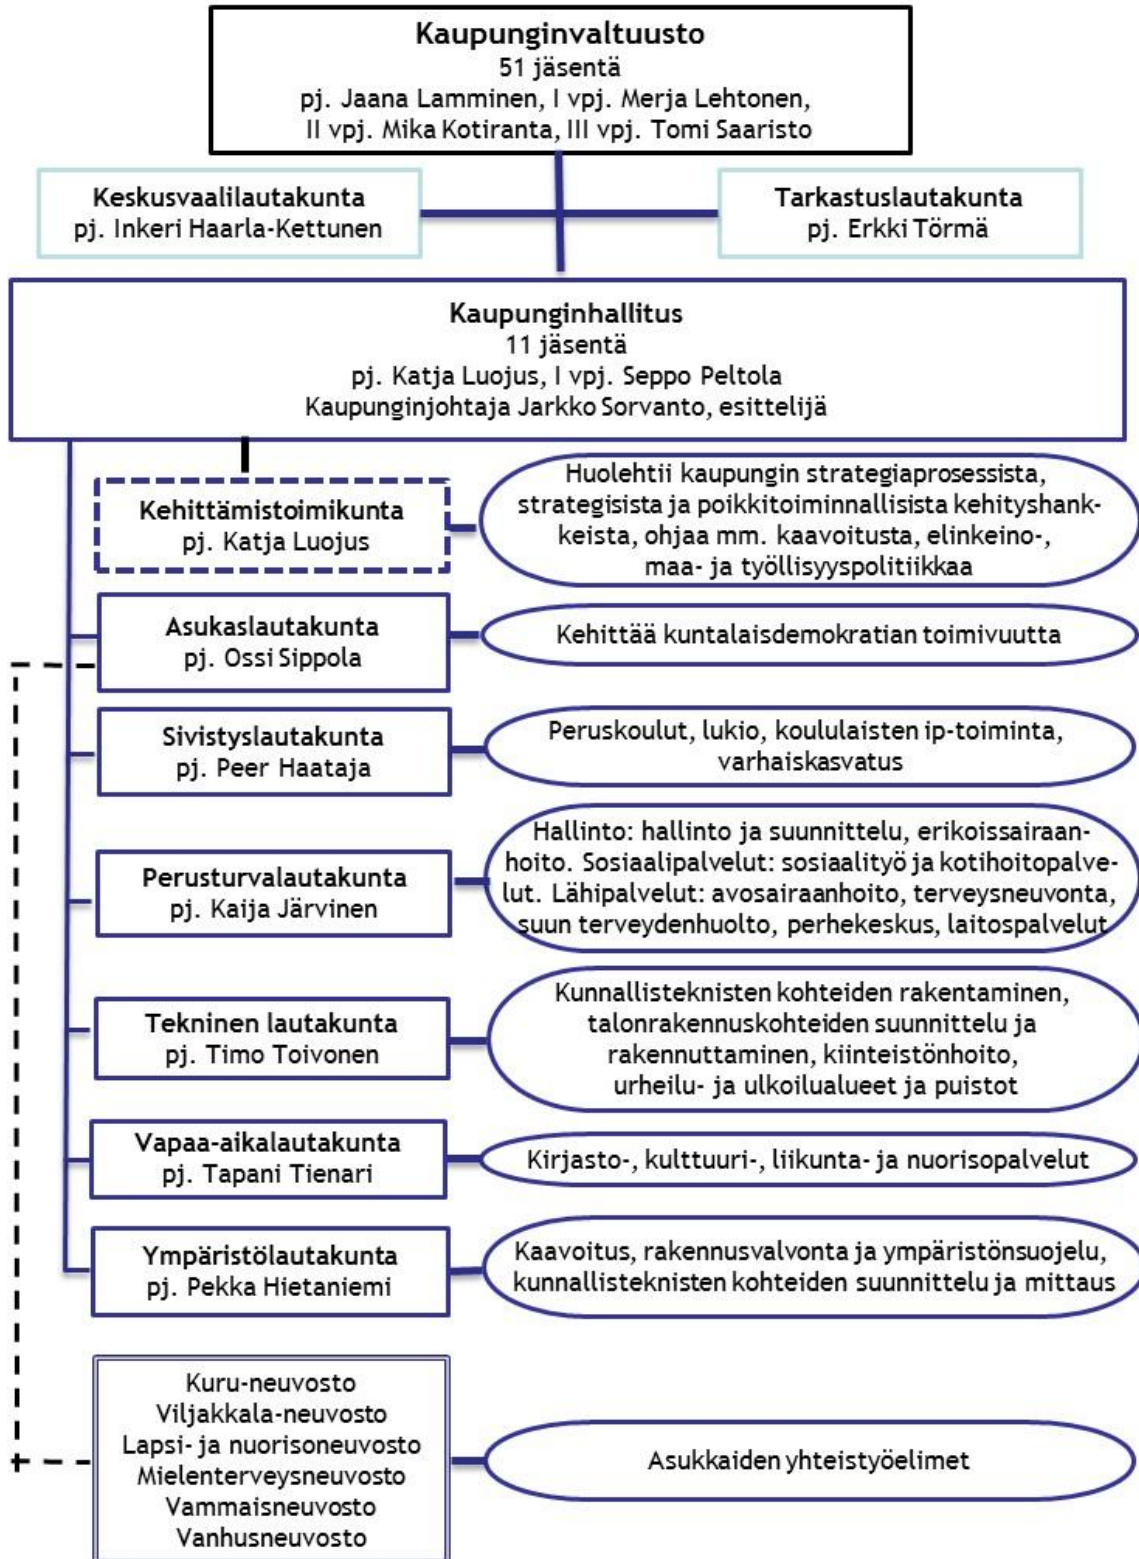 Kaupunginvaltuusto
51 jäsentä
pj. Jaana Lamminen, I vpj. Merja Lehtonen,
II vpj. Mika Kotiranta, III vpj. Tomi Saaristo
Keskusvaalilautakunta
pj. Inkeri Haarla-Kettunen
Tarkastuslautakunta
pj. Erkki Törmä
Kaupunginhallitus
11 jäsentä
pj. Katja Luojus, I vpj. Seppo Peltola
Kaupunginjohtaja Jarkko Sorvanto, esittelijä
Kehittämistoimikunta
pj. Katja Luojus
Huolehtii kaupungin strategiaprosessista,
strategisista ja poikkitoiminnallisista kehityshank-
keista, ohjaa mm. kaavoitusta, elinkeino-,
maa- ja työllisyyspolitiikkaa
Asukaslautakunta
pj. Ossi Sippola
Kehittää kuntalaisdemokratian toimivuutta
Sivistyslautakunta
pj. Peer Haataja
Peruskoulut, lukio, koululaisten ip-toiminta,
varhaiskasvatus
Perusturvalautakunta
pj. Kaija Järvinen
Hallinto: hallinto ja suunnittelu, erikoissairaan-
hoito. Sosiaalipalvelut: sosiaalityö ja kotihoitopalve-
lut. Lähipalvelut: avosairaanhoito, terveysneuvonta,
suun terveydenhuolto, perhekeskus, laitospalvelut
Tekninen lautakunta
pj. Timo Toivonen
Kunnallisteknisten kohteiden rakentaminen,
talonrakennuskohteiden suunnittelu ja
rakennuttaminen, kiinteistönhoito,
urheilu- ja ulkoilualueet ja puistot
Vapaa-aikalautakunta
pj. Tapani Tienari
Kirjasto-, kulttuuri-, liikunta- ja nuorisopalvelut
Ympäristölautakunta
pj. Pekka Hietaniemi
Kaavoitus, rakennusvalvonta ja ympäristönsuojelu,
kunnallisteknisten kohteiden suunnittelu ja mittaus
Kuru-neuvosto
Viljakkala-neuvosto
Lapsi- ja nuorisoneuvosto
Mielenterveysneuvosto
Vammaisneuvosto
Vanhusneuvosto
Asukkaiden yhteistyöelimet